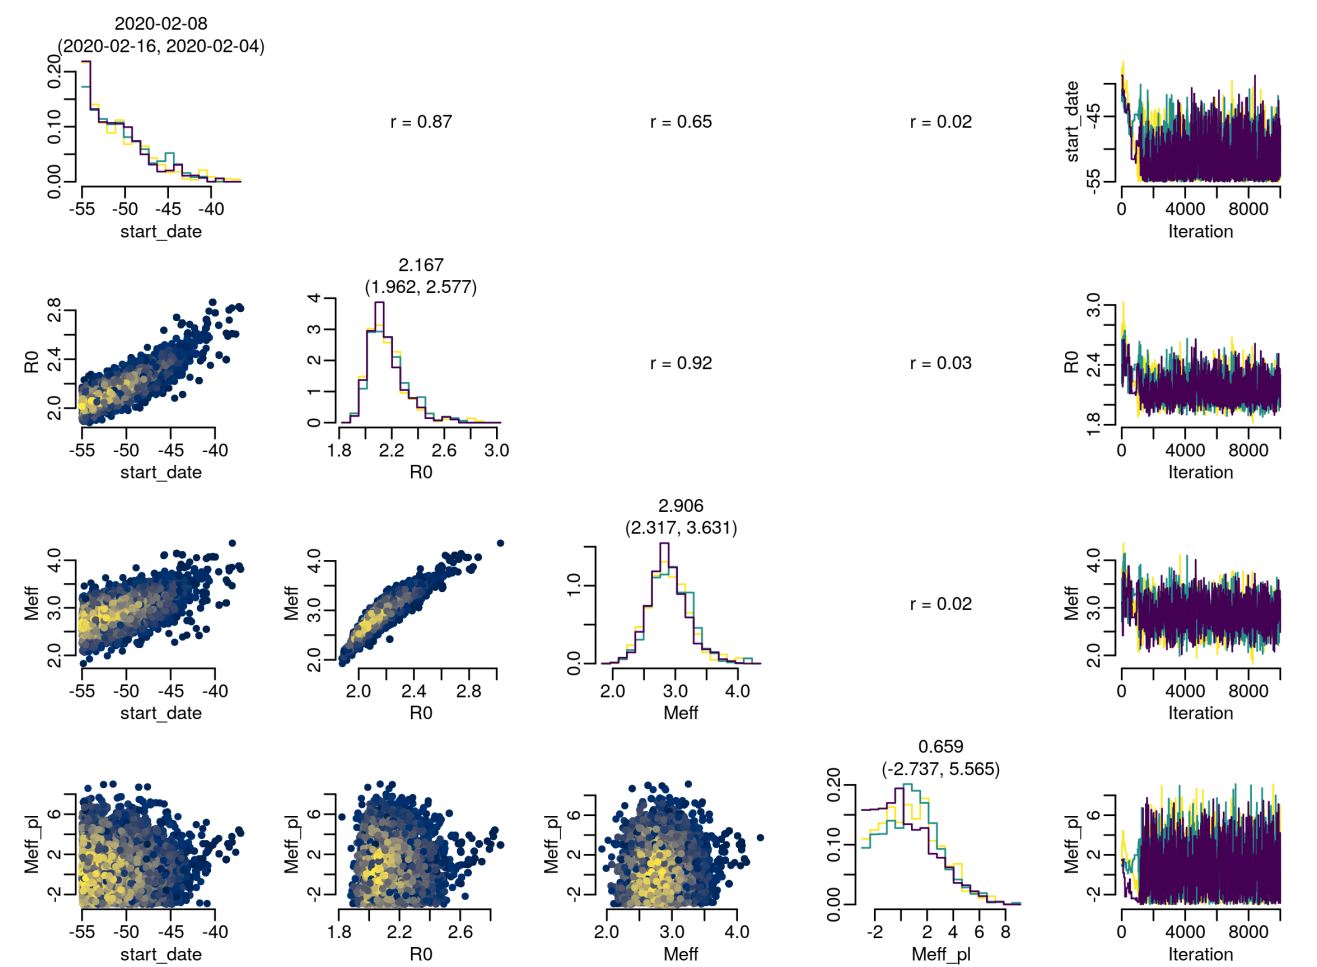 2020-02-08
(2020-02-16, 2020-02-04)
0.00 0.10 0.20
-55 -50 -45 -40
start_date
r = 0.87
r = 0.65
r = 0.02
start_date
-55 -45
0 4000 8000
Iteration
R0
2.0 2.4 2.8
-55 -50 -45 -40
start_date
2.167
(1.962, 2.577)
0 1 2 3 4
1.8 2.2 2.6 3.0
R0
r = 0.92
r = 0.03
R0
1.8 2.4 3.0
0 4000 8000
Iteration
Meff
2.0 3.0 4.0
-55 -50 -45 -40
start_date
Meff
2.0 3.0 4.0
2.0 2.4 2.8
R0
2.906
(2.317, 3.631)
0.0 1.0
2.0 3.0 4.0
Meff
r = 0.02
Meff
2.0 3.0 4.0
0 4000 8000
Iteration
Meff_pl
-2 2 6
-55 -50 -45 -40
start_date
Meff_pl
-2 2 6
1.8 2.2 2.6
R0
Meff_pl
-2 2 6
2.0 3.0 4.0
Meff
0.659
(-2.737, 5.565)
0.00 0.10 0.20
-2 2 4 6 8
Meff_pl
Meff_pl
-2 2 6
0 4000 8000
Iteration